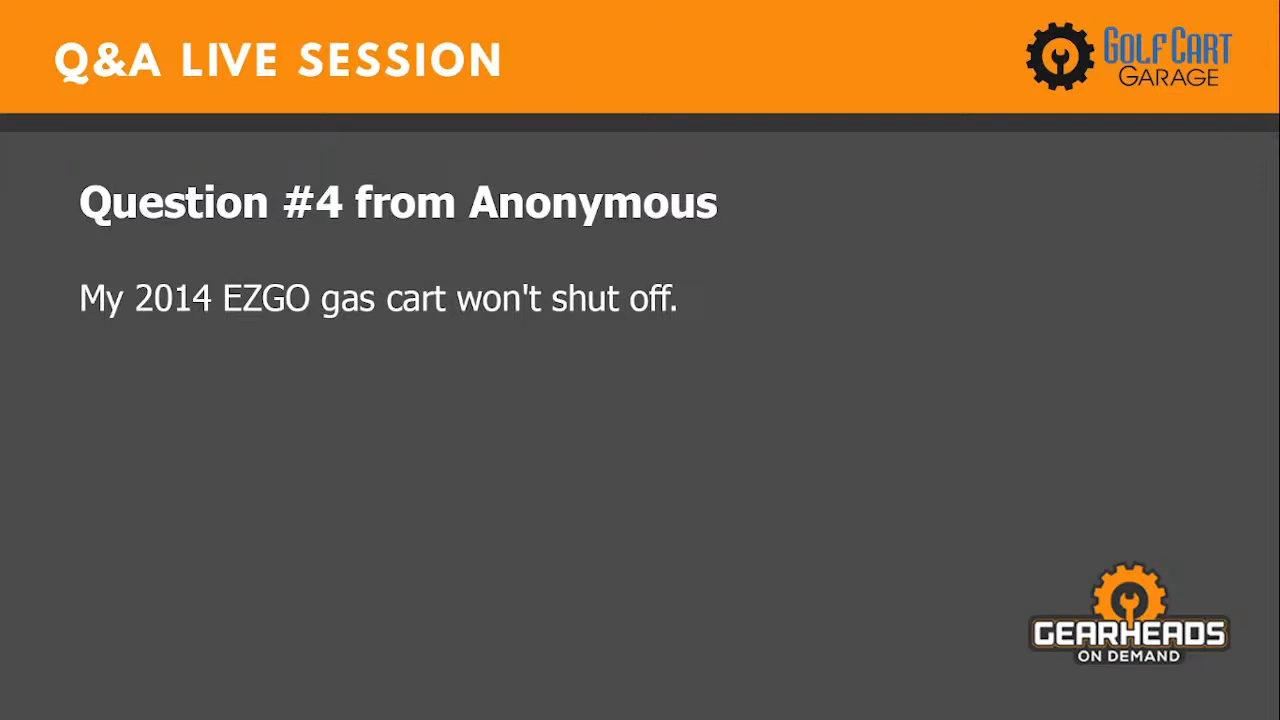 Q&A LIVE SESSION
GOLF CART
GARAGE
Question #4 from Anonymous
My 2014 EZGO gas cart won't shut off.
GEARHEADS
ON DEMAND